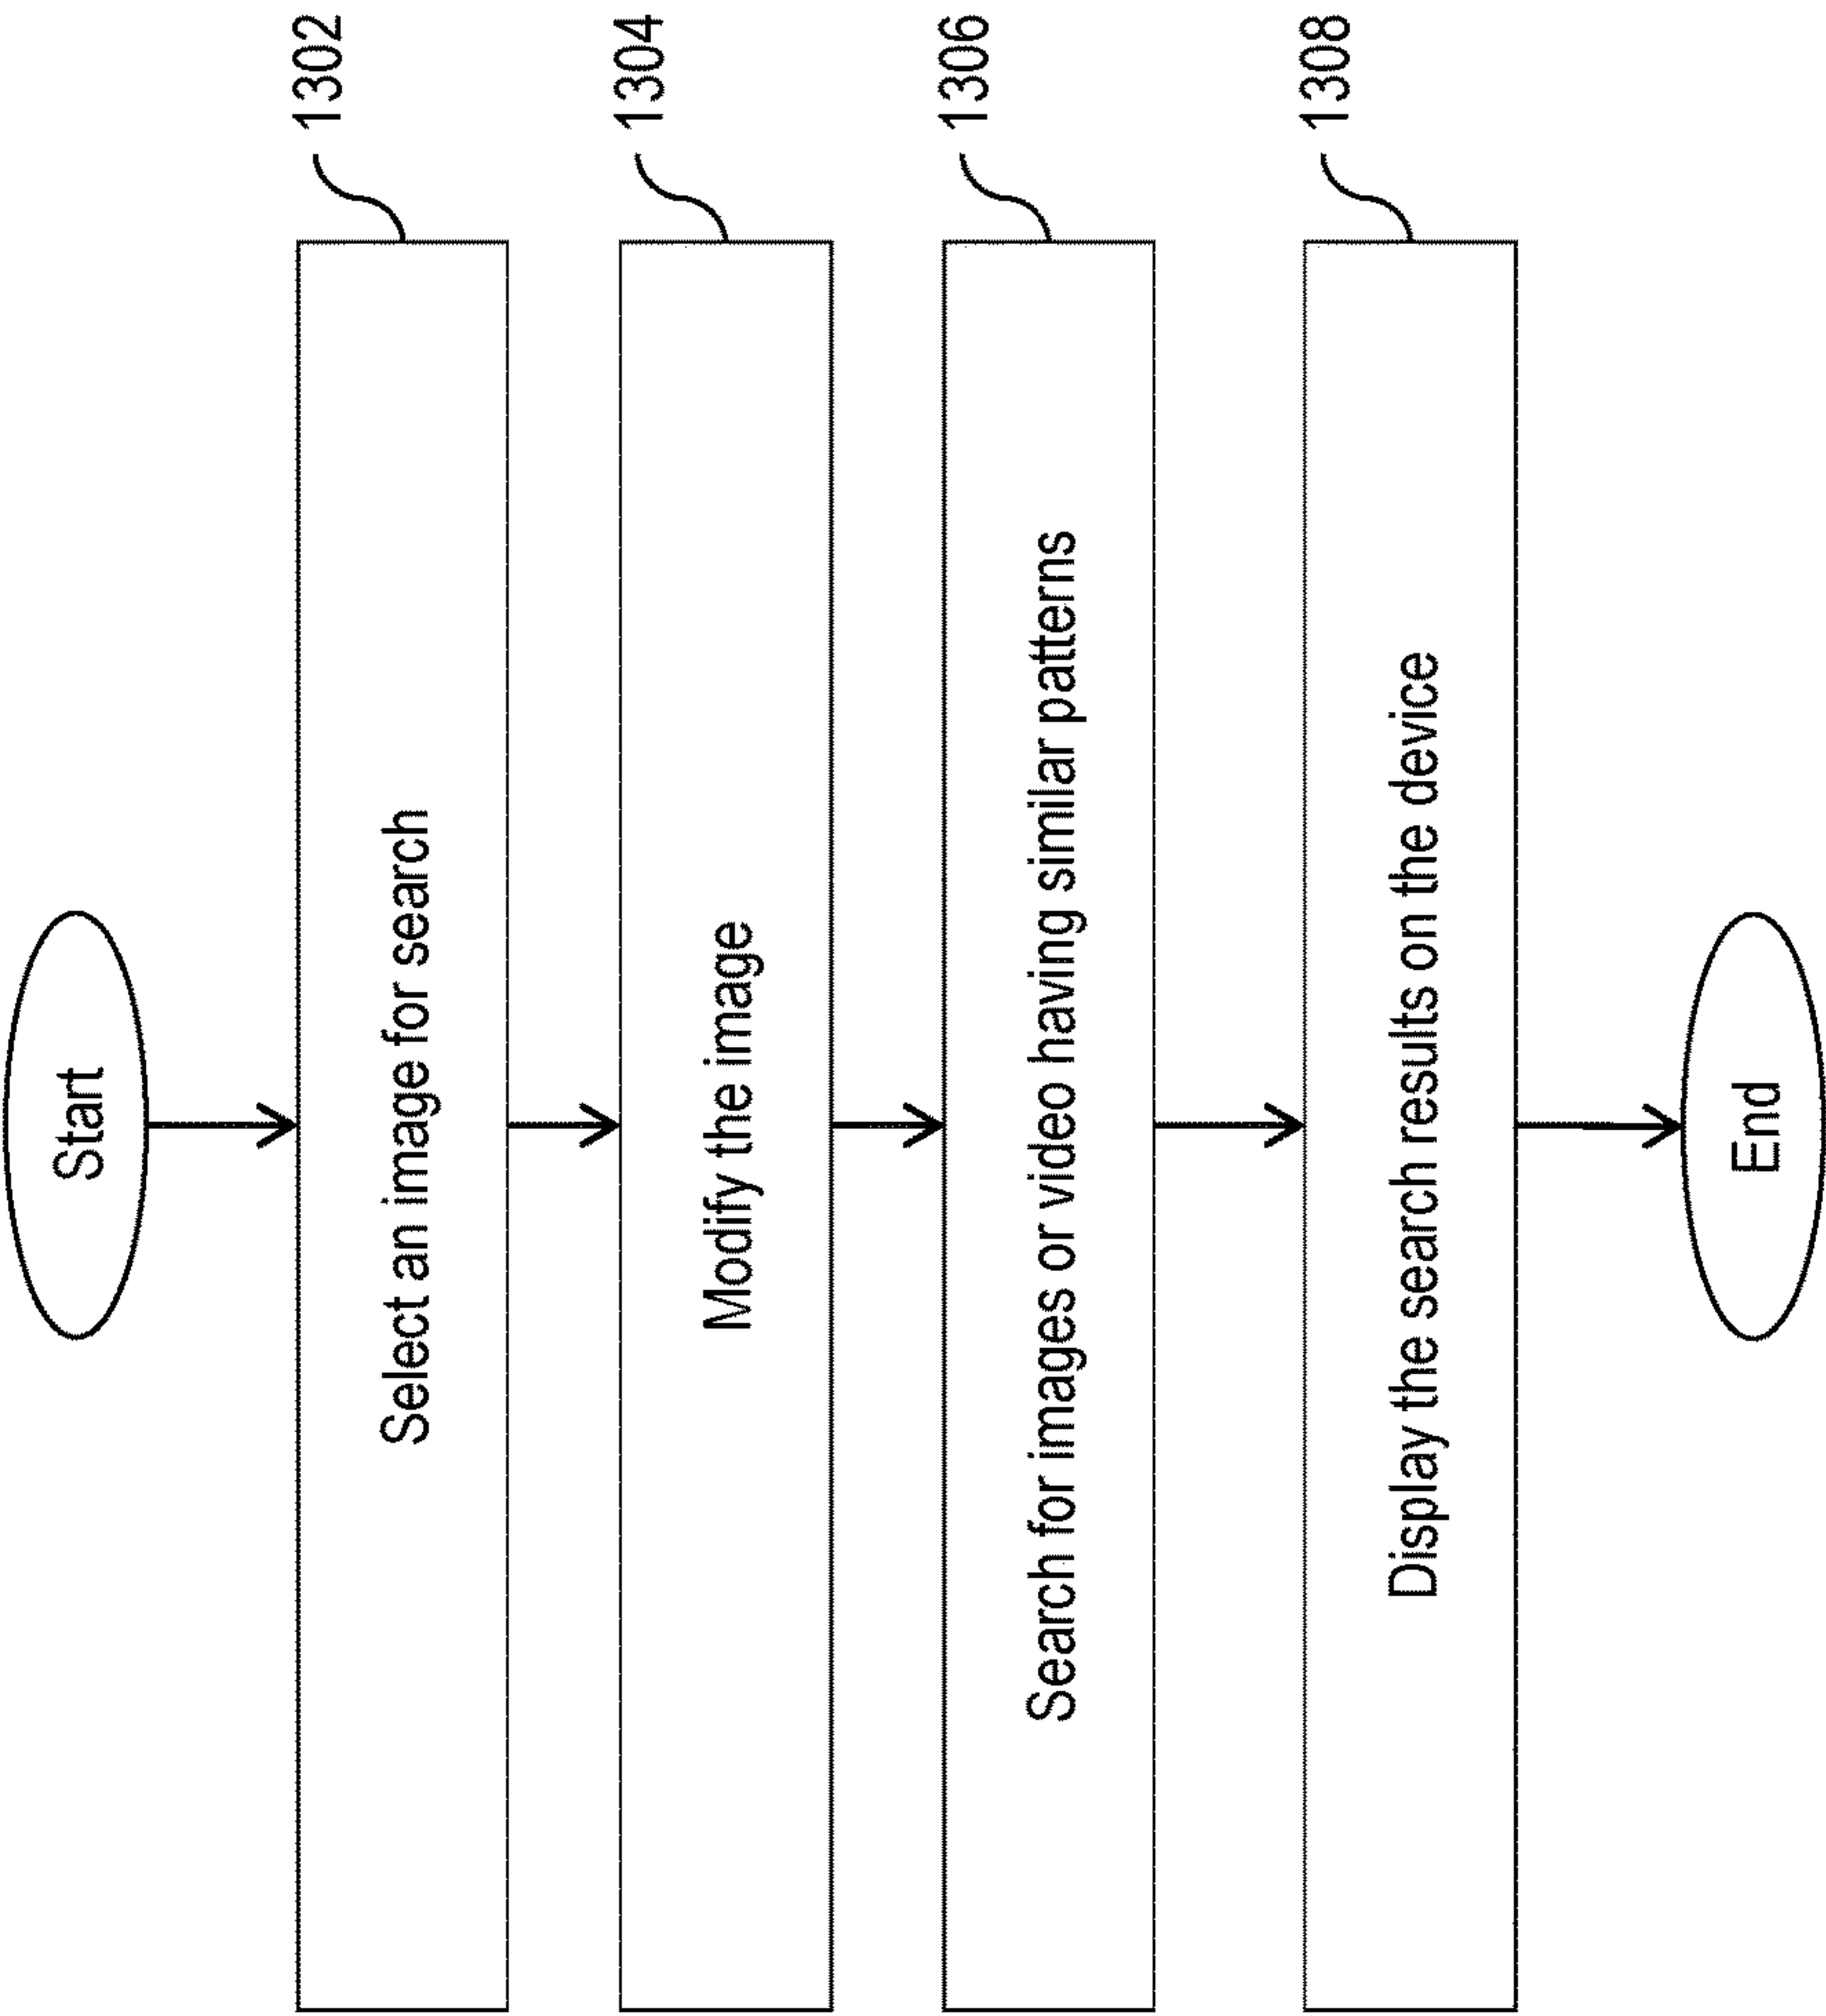 Start
1302
Select an image for search
1304
Modify the image
1306
Search for images or video having similar patterns
1308
Display the search results on the device
End